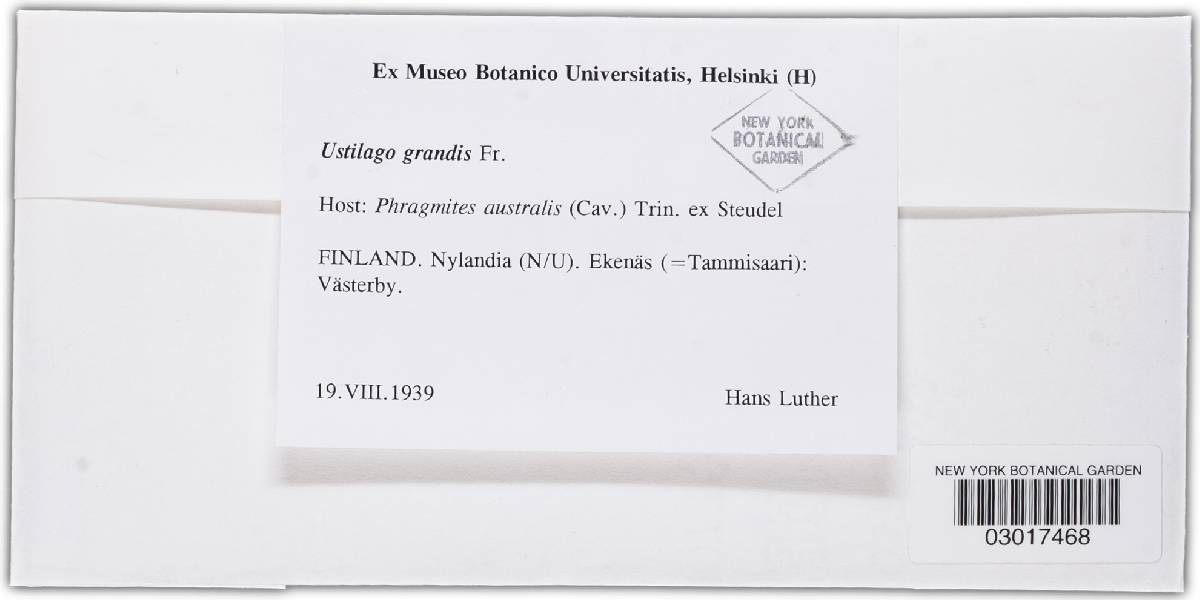 Ex Museo Botanico Universitatis, Helsinki (H)
NEW YORK
BOTANICAL
GARDEN
Ustilago grandis Fr.
Host: Phragmites australis (Cav.) Trin. ex Steudel
FINLAND. Nylandia (N/U). Ekenäs (=Tammisaari):
Västerby.
19.VIII.1939
Hans Luther
NEW YORK BOTANICAL GARDEN
03017468